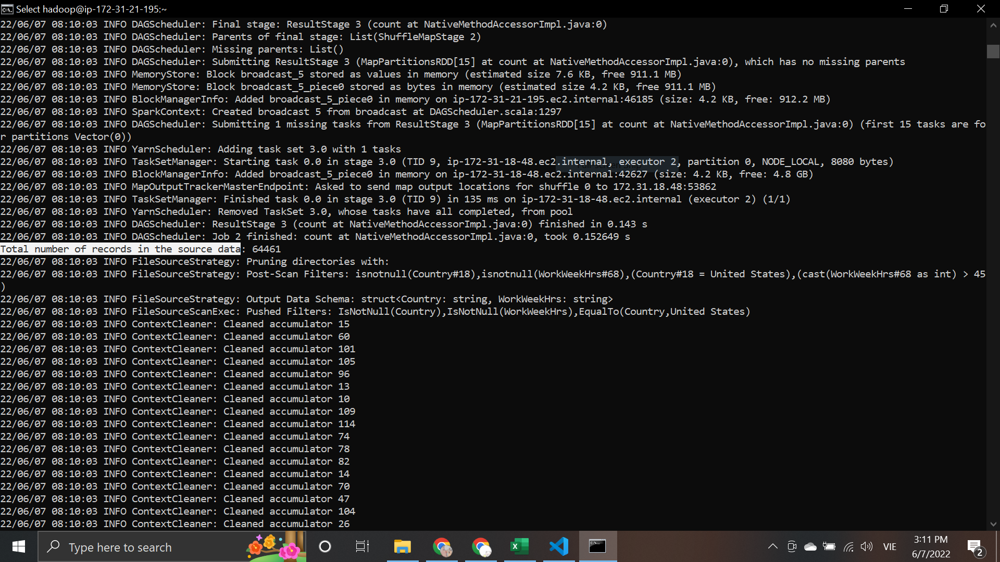 Select hadoop@ip-172-31-21-195:~
22/06/07 08:10:03 INFO DAGScheduler: Final stage: ResultStage 3 (count at NativeMethodAccessorImpl.java:0)
22/06/07 08:10:03 INFO DAGScheduler: Parents of final stage: List(ShuffleMapStage 2)
22/06/07 08:10:03 INFO DAGScheduler: Missing parents: List()
22/06/07 08:10:03 INFO DAGScheduler: Submitting ResultStage 3 (MapPartitionsRDD[15] at count at NativeMethodAccessorImpl.java:0), which has no missing parents
22/06/07 08:10:03 INFO MemoryStore: Block broadcast_5 stored as values in memory (estimated size 7.6 KB, free 911.1 MB)
22/06/07 08:10:03 INFO MemoryStore: Block broadcast_5_piece0 stored as bytes in memory (estimated size 4.2 KB, free 911.1 MB)
22/06/07 08:10:03 INFO BlockManagerInfo: Added broadcast_5_piece0 in memory on ip-172-31-21-195.ec2.internal:46185 (size: 4.2 KB, free: 912.2 MB)
22/06/07 08:10:03 INFO SparkContext: Created broadcast 5 from broadcast at DAGScheduler.scala:1297
22/06/07 08:10:03 INFO DAGScheduler: Submitting 1 missing tasks from ResultStage 3 (MapPartitionsRDD[15] at count at NativeMethodAccessorImpl.java:0) (first 15 tasks are fo
r partitions Vector(0))
22/06/07 08:10:03 INFO YarnScheduler: Adding task set 3.0 with 1 tasks
22/06/07 08:10:03 INFO TaskSetManager: Starting task 0.0 in stage 3.0 (TID 9, ip-172-31-18-48.ec2.internal, executor 2, partition 0, NODE_LOCAL, 8080 bytes)
22/06/07 08:10:03 INFO BlockManagerInfo: Added broadcast_5_piece0 in memory on ip-172-31-18-48.ec2.internal:42627 (size: 4.2 KB, free: 4.8 GB)
22/06/07 08:10:03 INFO MapOutputTrackerMasterEndpoint: Asked to send map output locations for shuffle 0 to 172.31.18.48:53862
22/06/07 08:10:03 INFO TaskSetManager: Finished task 0.0 in stage 3.0 (TID 9) in 135 ms on ip-172-31-18-48.ec2.internal (executor 2) (1/1)
22/06/07 08:10:03 INFO YarnScheduler: Removed TaskSet 3.0, whose tasks have all completed, from pool
22/06/07 08:10:03 INFO DAGScheduler: ResultStage 3 (count at NativeMethodAccessorImpl.java:0) finished in 0.143 s
22/06/07 08:10:03 INFO DAGScheduler: Job 2 finished: count at NativeMethodAccessorImpl.java:0, took 0.152649 s
Total number of records in the source data: 64461
22/06/07 08:10:03 INFO FileSourceStrategy: Pruning directories with:
22/06/07 08:10:03 INFO FileSourceStrategy: Post-Scan Filters: isnotnull(Country#18),isnotnull(WorkWeekHrs#68),(Country#18 = United States),(cast(WorkWeekHrs#68 as int) > 45
)
22/06/07 08:10:03 INFO FileSourceStrategy: Output Data Schema: struct<Country: string, WorkWeekHrs: string>
22/06/07 08:10:03 INFO FileSourceScanExec: Pushed Filters: IsNotNull(Country),IsNotNull(WorkWeekHrs),EqualTo(Country,United States)
22/06/07 08:10:03 INFO ContextCleaner: Cleaned accumulator 15
22/06/07 08:10:03 INFO ContextCleaner: Cleaned accumulator 60
22/06/07 08:10:03 INFO ContextCleaner: Cleaned accumulator 101
22/06/07 08:10:03 INFO ContextCleaner: Cleaned accumulator 105
22/06/07 08:10:03 INFO ContextCleaner: Cleaned accumulator 96
22/06/07 08:10:03 INFO ContextCleaner: Cleaned accumulator 13
22/06/07 08:10:03 INFO ContextCleaner: Cleaned accumulator 10
22/06/07 08:10:03 INFO ContextCleaner: Cleaned accumulator 109
22/06/07 08:10:03 INFO ContextCleaner: Cleaned accumulator 114
22/06/07 08:10:03 INFO ContextCleaner: Cleaned accumulator 74
22/06/07 08:10:03 INFO ContextCleaner: Cleaned accumulator 78
22/06/07 08:10:03 INFO ContextCleaner: Cleaned accumulator 82
22/06/07 08:10:03 INFO ContextCleaner: Cleaned accumulator 14
22/06/07 08:10:03 INFO ContextCleaner: Cleaned accumulator 70
22/06/07 08:10:03 INFO ContextCleaner: Cleaned accumulator 47
22/06/07 08:10:03 INFO ContextCleaner: Cleaned accumulator 104
22/06/07 08:10:03 INFO ContextCleaner: Cleaned accumulator 26
Type here to search
VIE
3:11 PM
6/7/2022
2